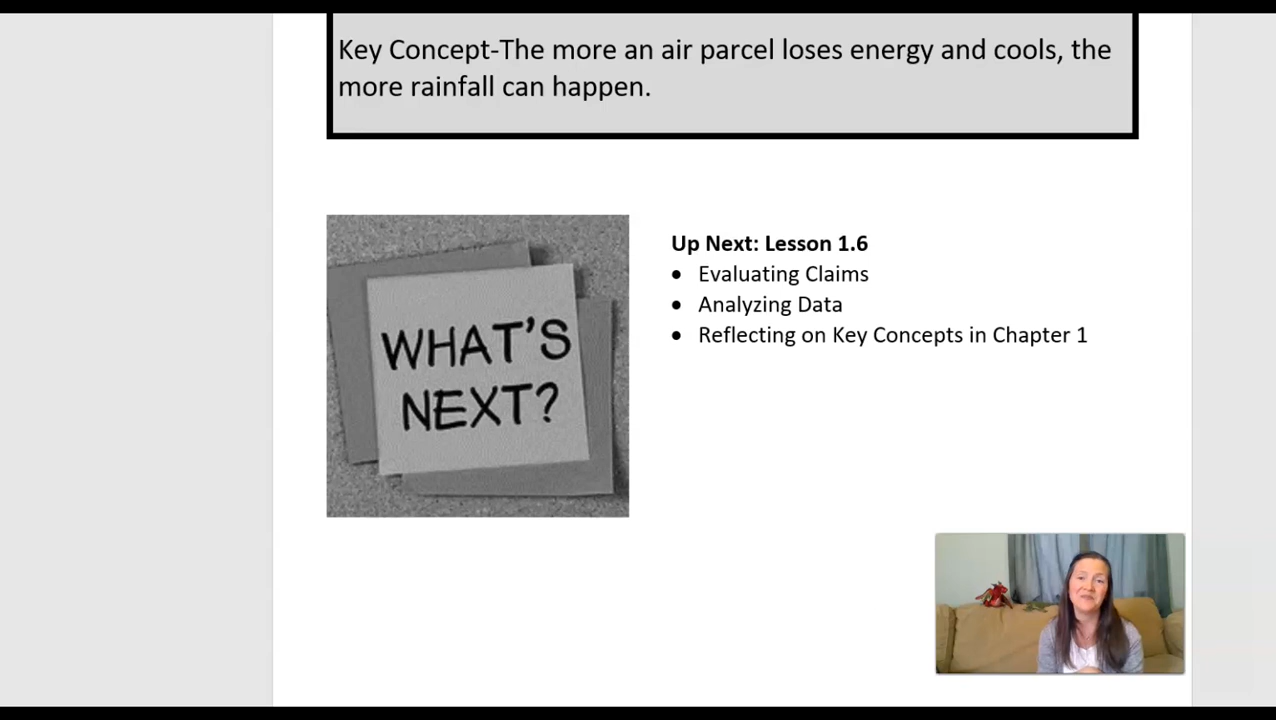 Key Concept-The more an air parcel loses energy and cools, the
more rainfall can happen.
WHAT'S
NEXT?
Up Next: Lesson 1.6
• Evaluating Claims
• Analyzing Data
• Reflecting on Key Concepts in Chapter 1